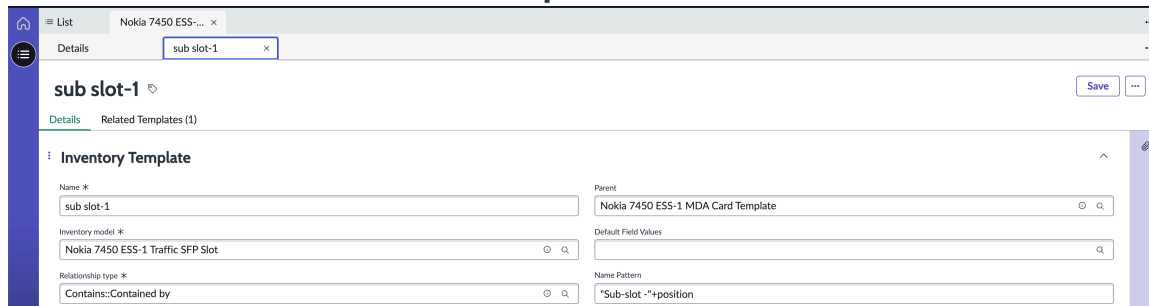 List
Nokia 7450 ESS-... ×
Details
sub slot-1 ×
sub slot-1
Save
...
Details
Related Templates (1)
Inventory Template
Name *
Parent
sub slot-1
Nokia 7450 ESS-1 MDA Card Template
Inventory model *
Default Field Values
Nokia 7450 ESS-1 Traffic SFP Slot
Relationship type *
Name Pattern
Contains::Contained by
"Sub-slot -"+position